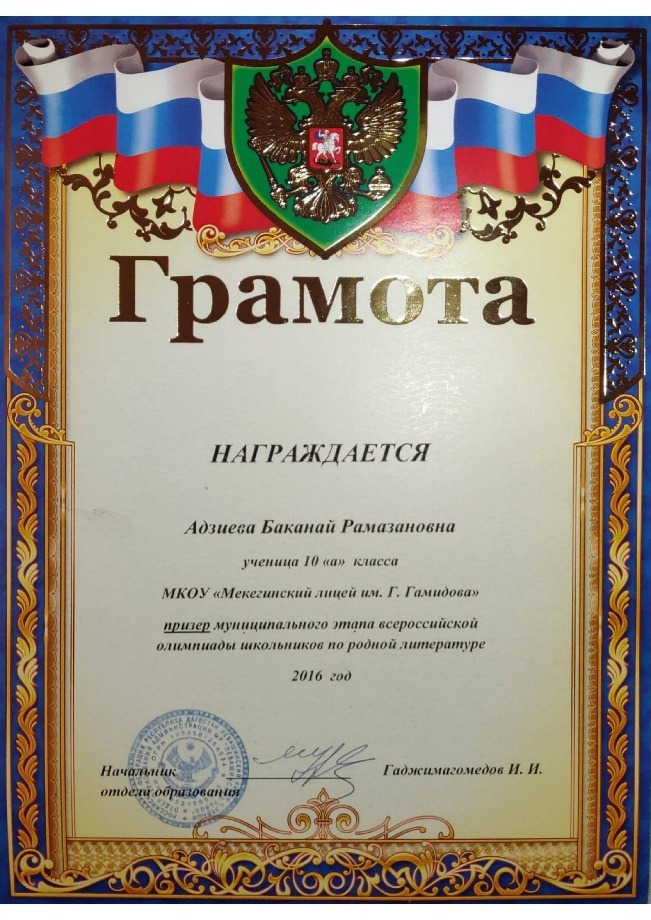 Грамота
НАГРАЖДАЕТСЯ
Адзиева Баканай Рамазановна
ученица 10 «а» класса
МКОУ «Мекегинский лицей им. Г. Гамидова»
призер муниципального этапа всероссийской
олимпиады школьников по родной литературе
2016 год
Начальник
отдела образования
Гаджимагомедов И. И.